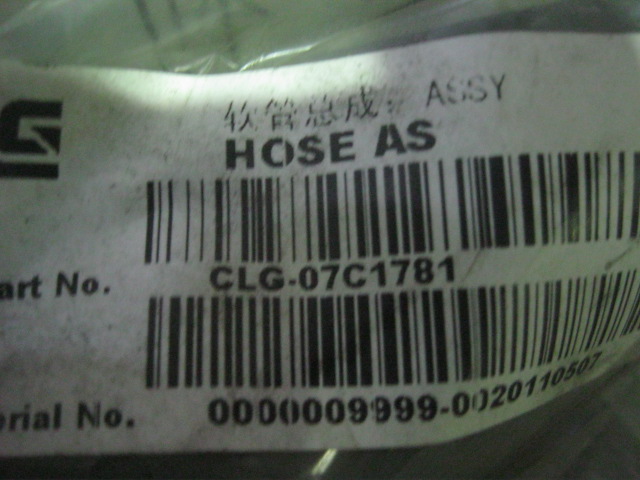 软管总成; ASSY
HOSE AS
art No. CLG-07C1781
erial No. 0000009999-0020110507